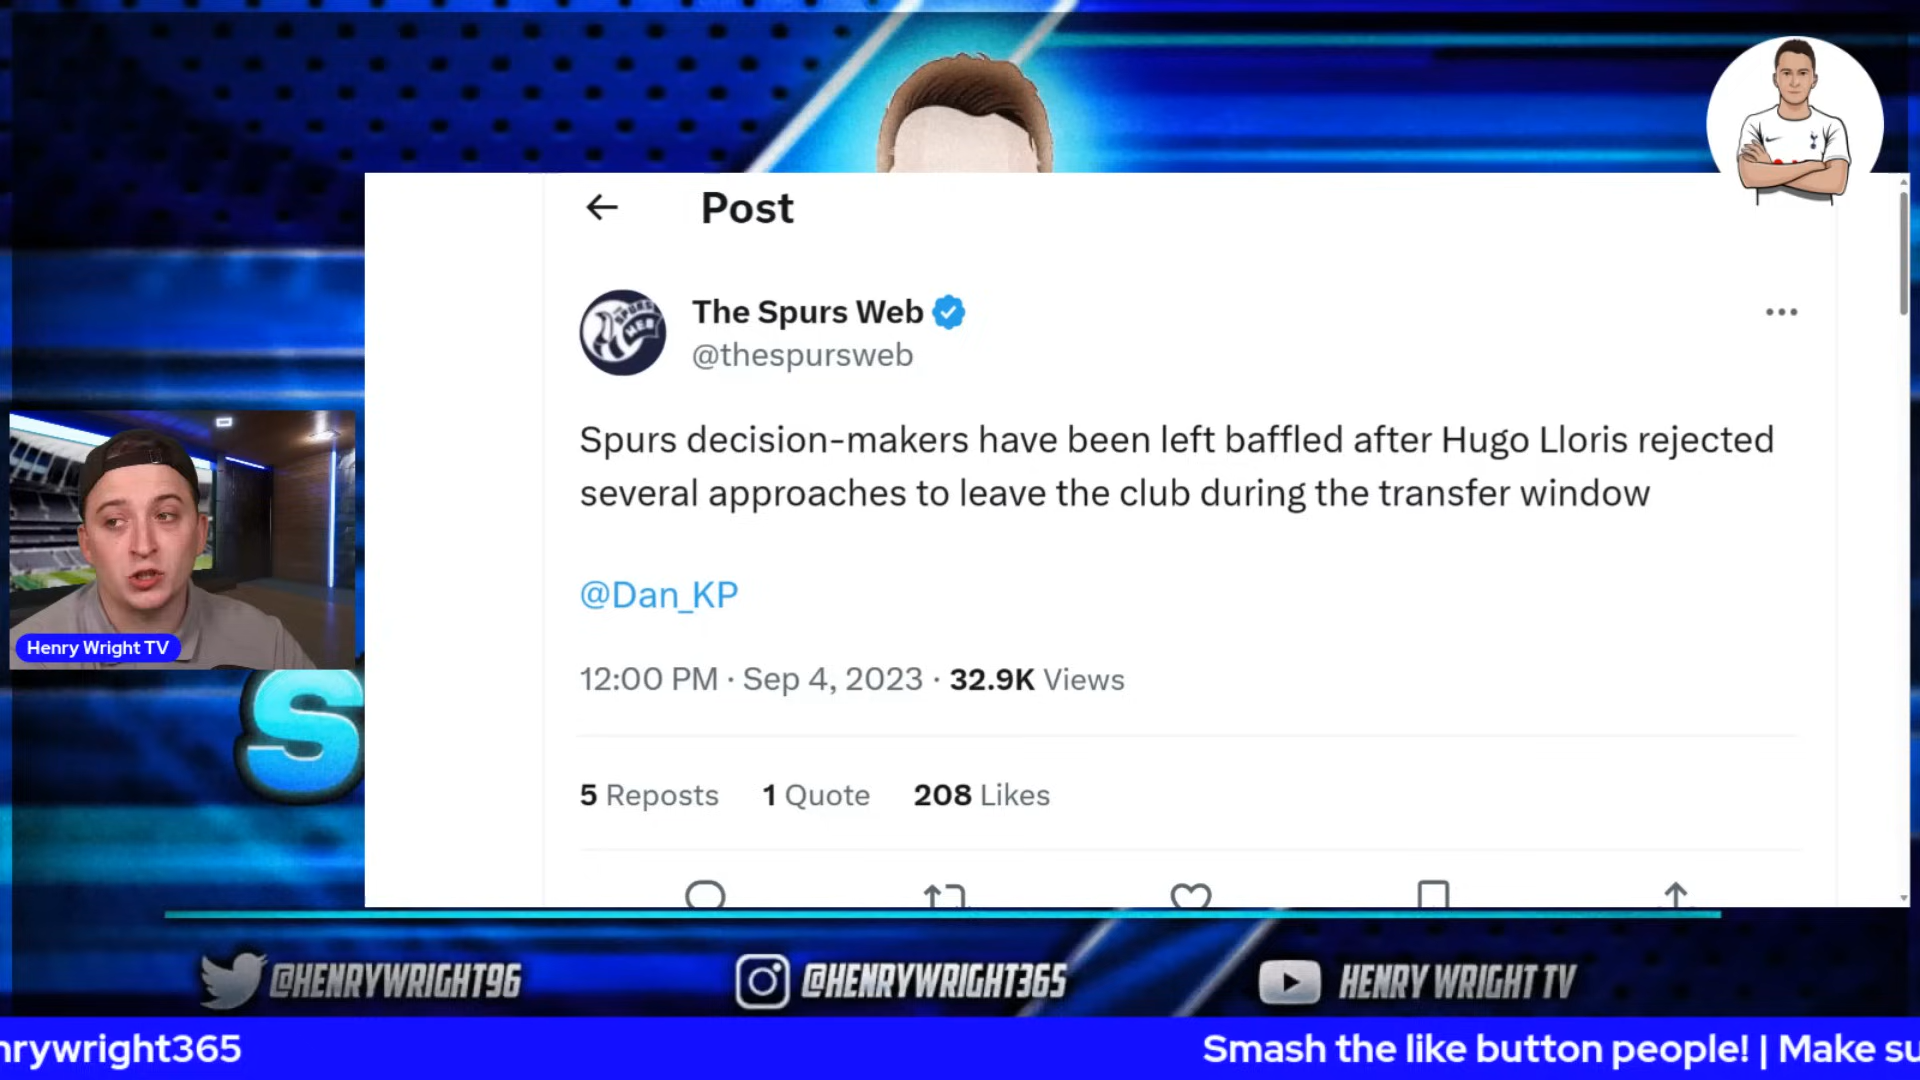 Post
The Spurs Web
@thespursweb
SPURS
WEB
Spurs decision-makers have been left baffled after Hugo Lloris rejected
several approaches to leave the club during the transfer window
@Dan_KP
12:00 PM · Sep 4, 2023 · 32.9K Views
5 Reposts 1 Quote 208 Likes
Henry Wright TV
S
@HENRYWRIGHT96
@HENRYWRIGHT365
HENRY WRIGHT TV
nrywright365
Smash the like button people! | Make su